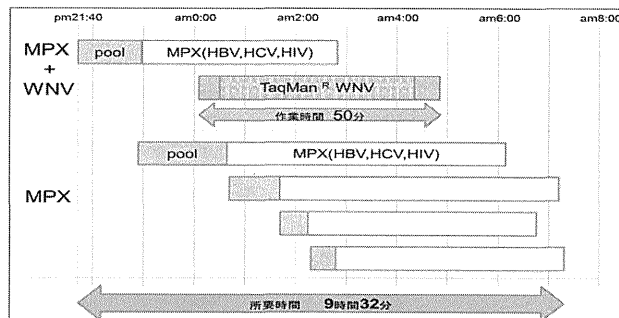 pm21:40 am0:00 am2:00 am4:00 am6:00 am8:00
MPX
+
WNV
pool MPX(HBV,HCV,HIV)
TaqMan R WNV
作業時間 50分
MPX
pool MPX(HBV,HCV,HIV)
所要時間 9時間32分